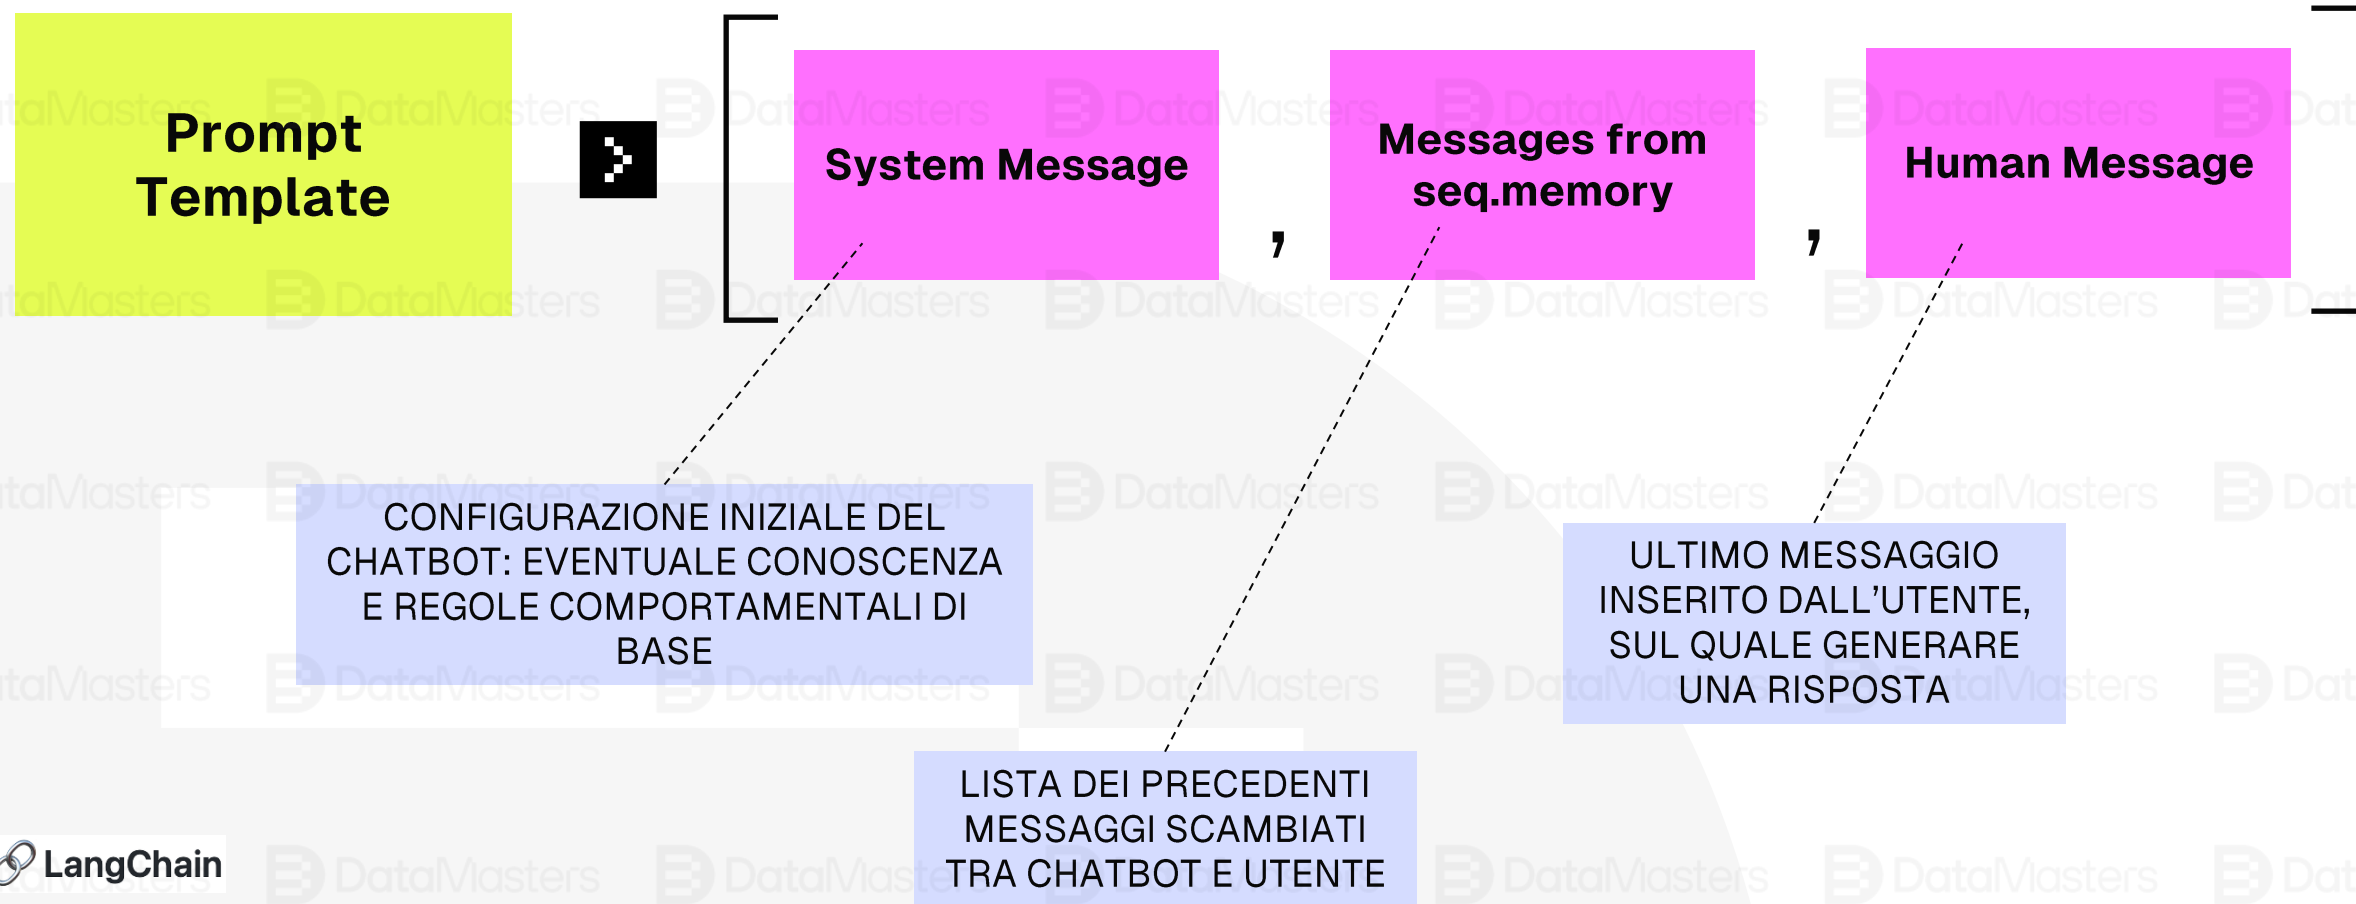 Prompt
Template
System Message
,
Messages from
seq.memory
,
Human Message
CONFIGURAZIONE INIZIALE DEL
CHATBOT: EVENTUALE CONOSCENZA
E REGOLE COMPORTAMENTALI DI
BASE
ULTIMO MESSAGGIO
INSERITO DALL’UTENTE,
SUL QUALE GENERARE
UNA RISPOSTA
LISTA DEI PRECEDENTI
MESSAGGI SCAMBIATI
TRA CHATBOT E UTENTE
LangChain
DataMasters